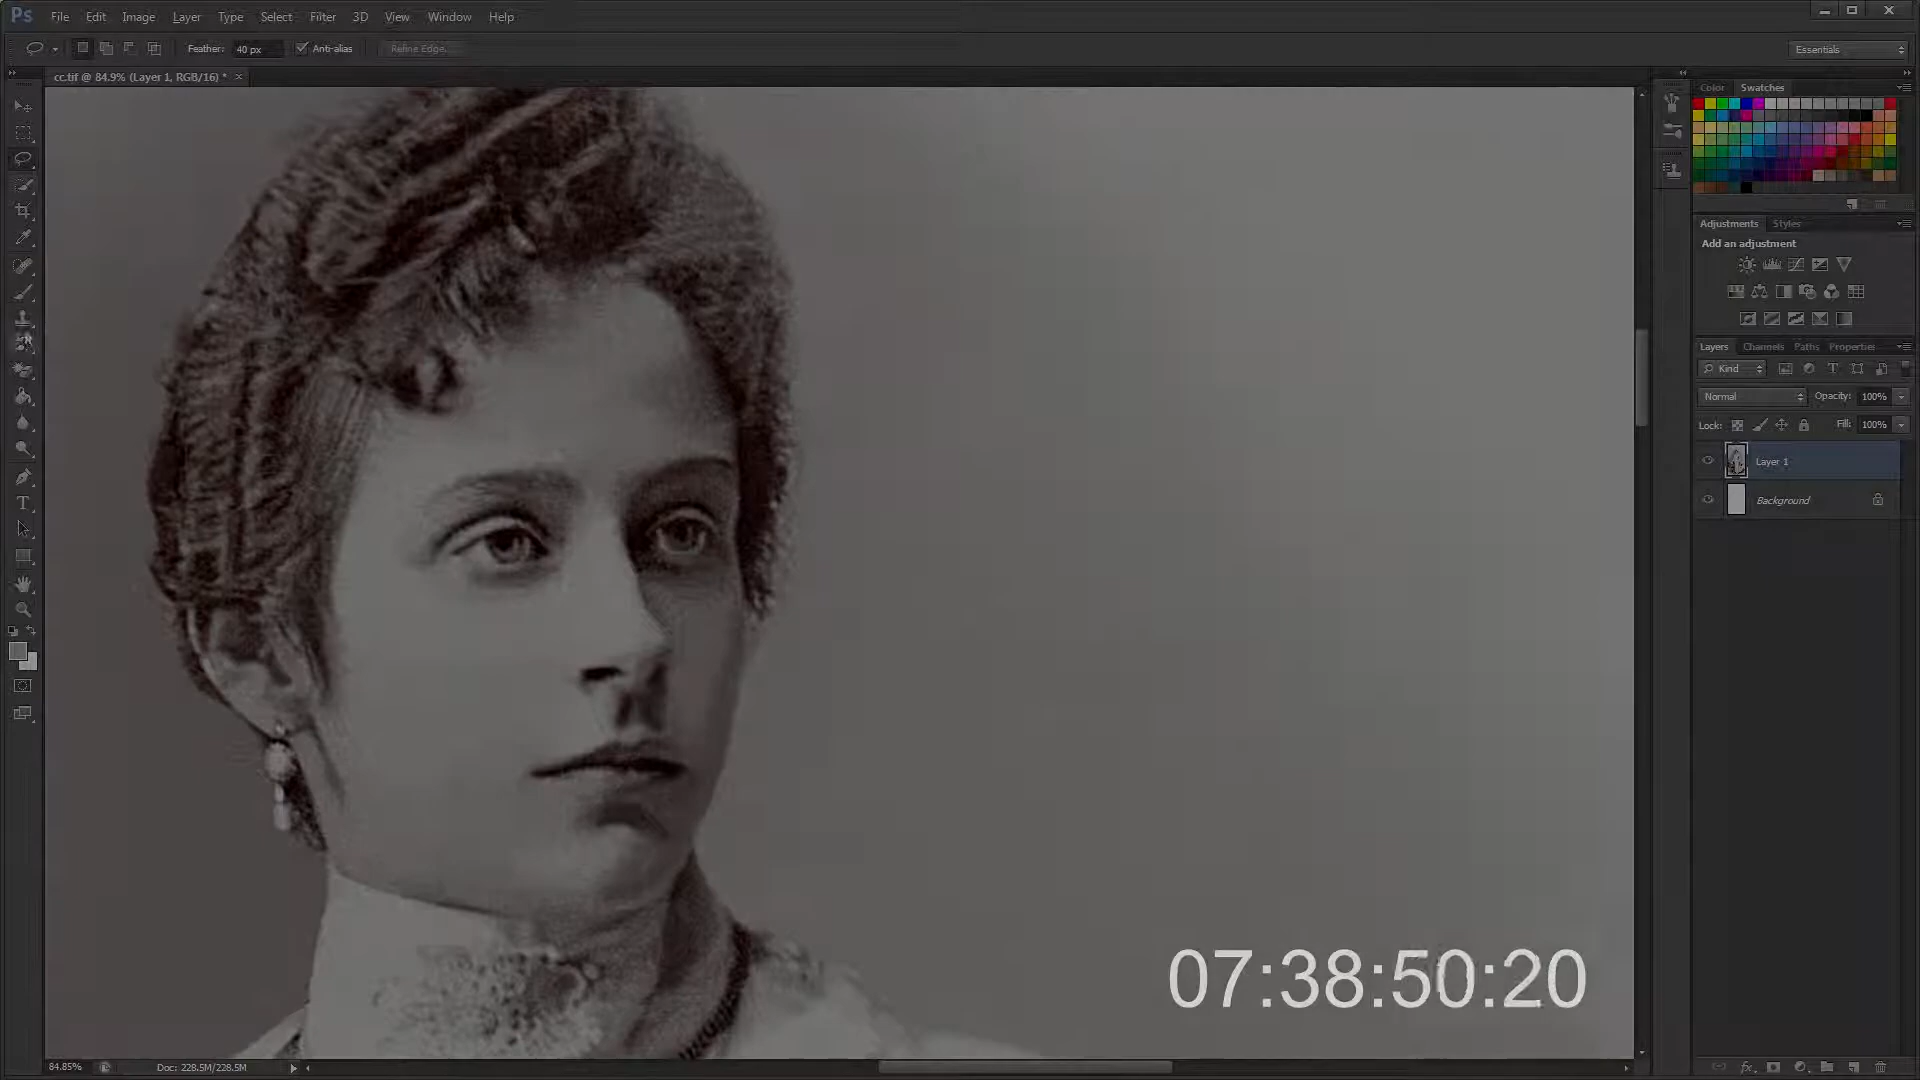 Ps File Edit Image Layer Type Select Filter 3D View Window Help
Feather: 40 px Anti-alias Refine Edge... Essentials
cc.tif @ 84.9% (Layer 1, RGB/16) * ×
Color Swatches
Adjustments Styles
Add an adjustment
Layers Channels Paths Properties
Kind
Normal Opacity: 100%
Lock: Fill: 100%
Layer 1
Background
T
07:38:50:20
84.85% Doc: 228.5M/228.5M
fx